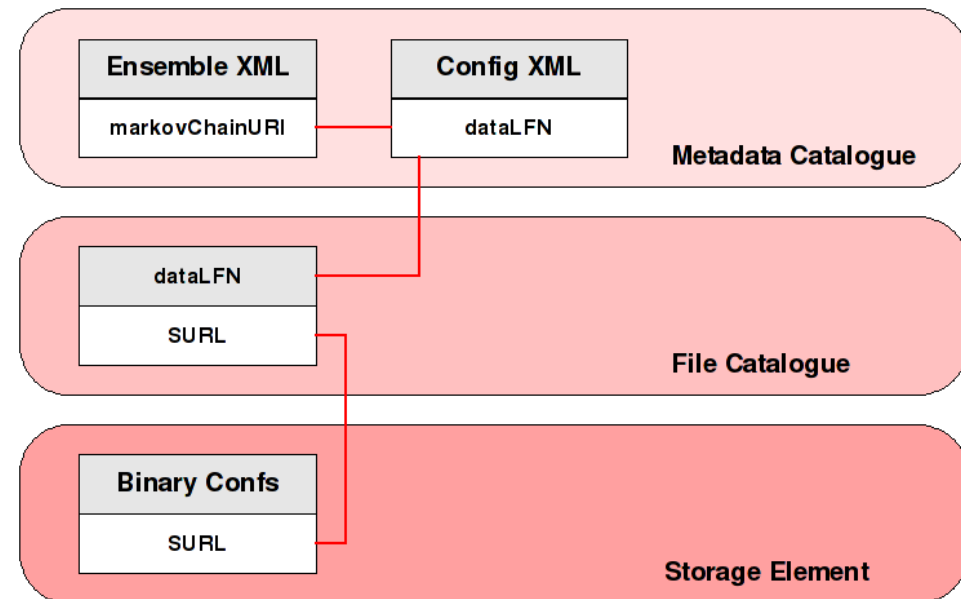 Ensemble XML
markovChainURI
Config XML
dataLFN
Metadata Catalogue
dataLFN
SURL
File Catalogue
Binary Confs
SURL
Storage Element